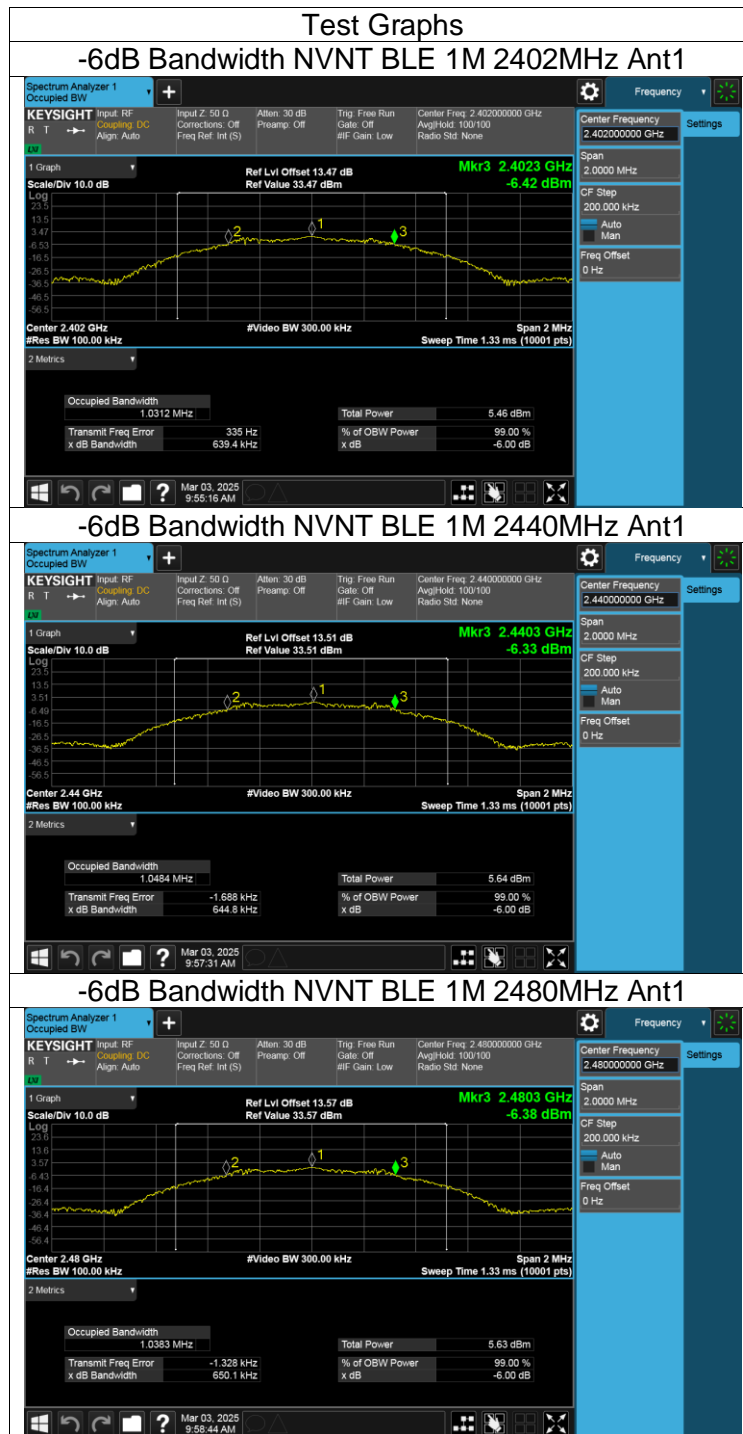 Test Graphs
-6dB Bandwidth NVNT BLE 1M 2402MHz Ant1
Spectrum Analyzer 1
Occupied BW
+
Frequency
KEYSIGHT Input: RF Input Z: 50 Ω Atten: 30 dB Trig: Free Run Center Freq: 2.402000000 GHz
R T Coupling: DC Corrections: Off Preamp: Off Gate: Off Avg|Hold: 100/100
Align: Auto Freq Ref: Int (S) #IF Gain: Low Radio Std: None
LXI
Center Frequency
2.402000000 GHz
Settings
Span
2.0000 MHz
CF Step
200.000 kHz
Auto
Man
Freq Offset
0 Hz
1 Graph
Ref Lvl Offset 13.47 dB
Mkr3 2.4023 GHz
Scale/Div 10.0 dB Ref Value 33.47 dBm -6.42 dBm
Log
23.5
13.5
3.47
-6.53
-16.5
-26.5
-36.5
-46.5
-56.5
2 1 3
Center 2.402 GHz #Video BW 300.00 kHz Span 2 MHz
#Res BW 100.00 kHz Sweep Time 1.33 ms (10001 pts)
2 Metrics
Occupied Bandwidth
1.0312 MHz Total Power 5.46 dBm
Transmit Freq Error 335 Hz % of OBW Power 99.00 %
x dB Bandwidth 639.4 kHz x dB -6.00 dB
? Mar 03, 2025
9:55:16 AM
-6dB Bandwidth NVNT BLE 1M 2440MHz Ant1
Spectrum Analyzer 1
Occupied BW
+
Frequency
KEYSIGHT Input: RF Input Z: 50 Ω Atten: 30 dB Trig: Free Run Center Freq: 2.440000000 GHz
R T Coupling: DC Corrections: Off Preamp: Off Gate: Off Avg|Hold: 100/100
Align: Auto Freq Ref: Int (S) #IF Gain: Low Radio Std: None
LXI
Center Frequency
2.440000000 GHz
Settings
Span
2.0000 MHz
CF Step
200.000 kHz
Auto
Man
Freq Offset
0 Hz
1 Graph
Ref Lvl Offset 13.51 dB
Mkr3 2.4403 GHz
Scale/Div 10.0 dB Ref Value 33.51 dBm -6.33 dBm
Log
23.5
13.5
3.51
-6.49
-16.5
-26.5
-36.5
-46.5
-56.5
2 1 3
Center 2.44 GHz #Video BW 300.00 kHz Span 2 MHz
#Res BW 100.00 kHz Sweep Time 1.33 ms (10001 pts)
2 Metrics
Occupied Bandwidth
1.0484 MHz Total Power 5.64 dBm
Transmit Freq Error -1.688 kHz % of OBW Power 99.00 %
x dB Bandwidth 644.8 kHz x dB -6.00 dB
? Mar 03, 2025
9:57:31 AM
-6dB Bandwidth NVNT BLE 1M 2480MHz Ant1
Spectrum Analyzer 1
Occupied BW
+
Frequency
KEYSIGHT Input: RF Input Z: 50 Ω Atten: 30 dB Trig: Free Run Center Freq: 2.480000000 GHz
R T Coupling: DC Corrections: Off Preamp: Off Gate: Off Avg|Hold: 100/100
Align: Auto Freq Ref: Int (S) #IF Gain: Low Radio Std: None
LXI
Center Frequency
2.480000000 GHz
Settings
Span
2.0000 MHz
CF Step
200.000 kHz
Auto
Man
Freq Offset
0 Hz
1 Graph
Ref Lvl Offset 13.57 dB
Mkr3 2.4803 GHz
Scale/Div 10.0 dB Ref Value 33.57 dBm -6.38 dBm
Log
23.6
13.6
3.57
-6.43
-16.4
-26.4
-36.4
-46.4
-56.4
2 1 3
Center 2.48 GHz #Video BW 300.00 kHz Span 2 MHz
#Res BW 100.00 kHz Sweep Time 1.33 ms (10001 pts)
2 Metrics
Occupied Bandwidth
1.0383 MHz Total Power 5.63 dBm
Transmit Freq Error -1.328 kHz % of OBW Power 99.00 %
x dB Bandwidth 650.1 kHz x dB -6.00 dB
? Mar 03, 2025
9:58:44 AM